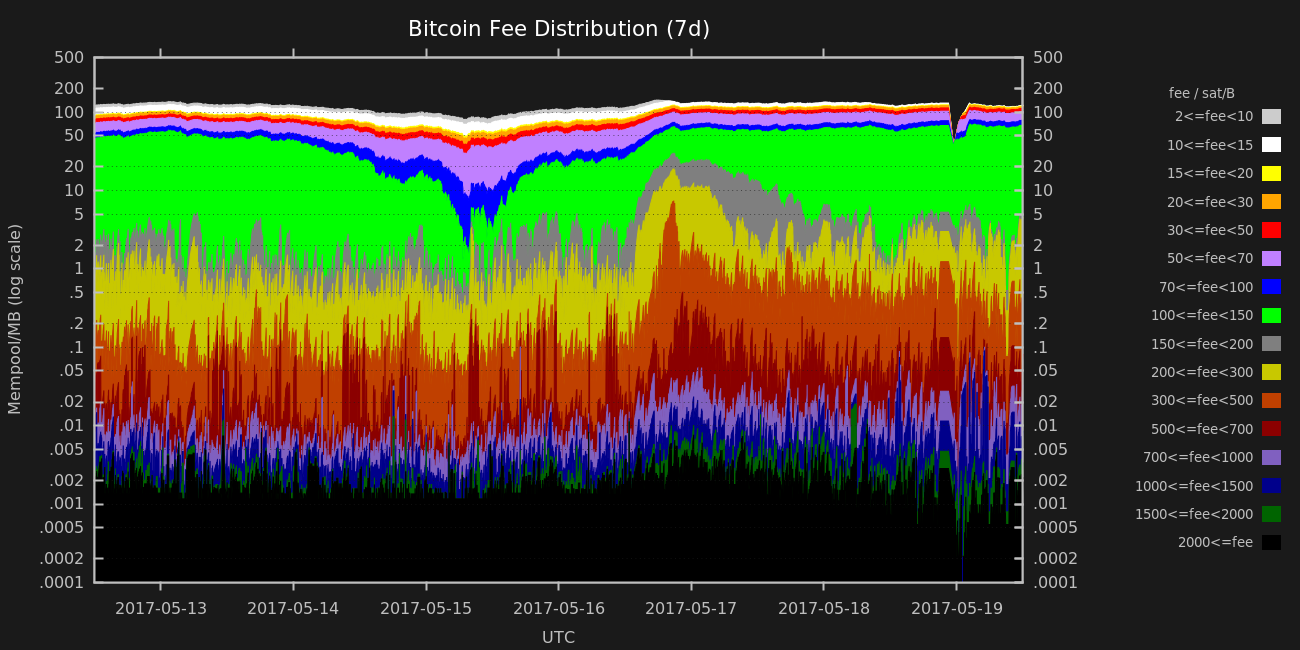 Bitcoin Fee Distribution (7d)
500
200
100
50
20
10
5
2
1
.5
.2
.1
.05
.02
.01
.005
.002
.001
.0005
.0002
.0001
Mempool/MB (log scale)
500
200
100
50
20
10
5
2
1
.5
.2
.1
.05
.02
.01
.005
.002
.001
.0005
.0002
.0001
2017-05-13 2017-05-14 2017-05-15 2017-05-16 2017-05-17 2017-05-18 2017-05-19
UTC
fee / sat/B
2<=fee<10
10<=fee<15
15<=fee<20
20<=fee<30
30<=fee<50
50<=fee<70
70<=fee<100
100<=fee<150
150<=fee<200
200<=fee<300
300<=fee<500
500<=fee<700
700<=fee<1000
1000<=fee<1500
1500<=fee<2000
2000<=fee